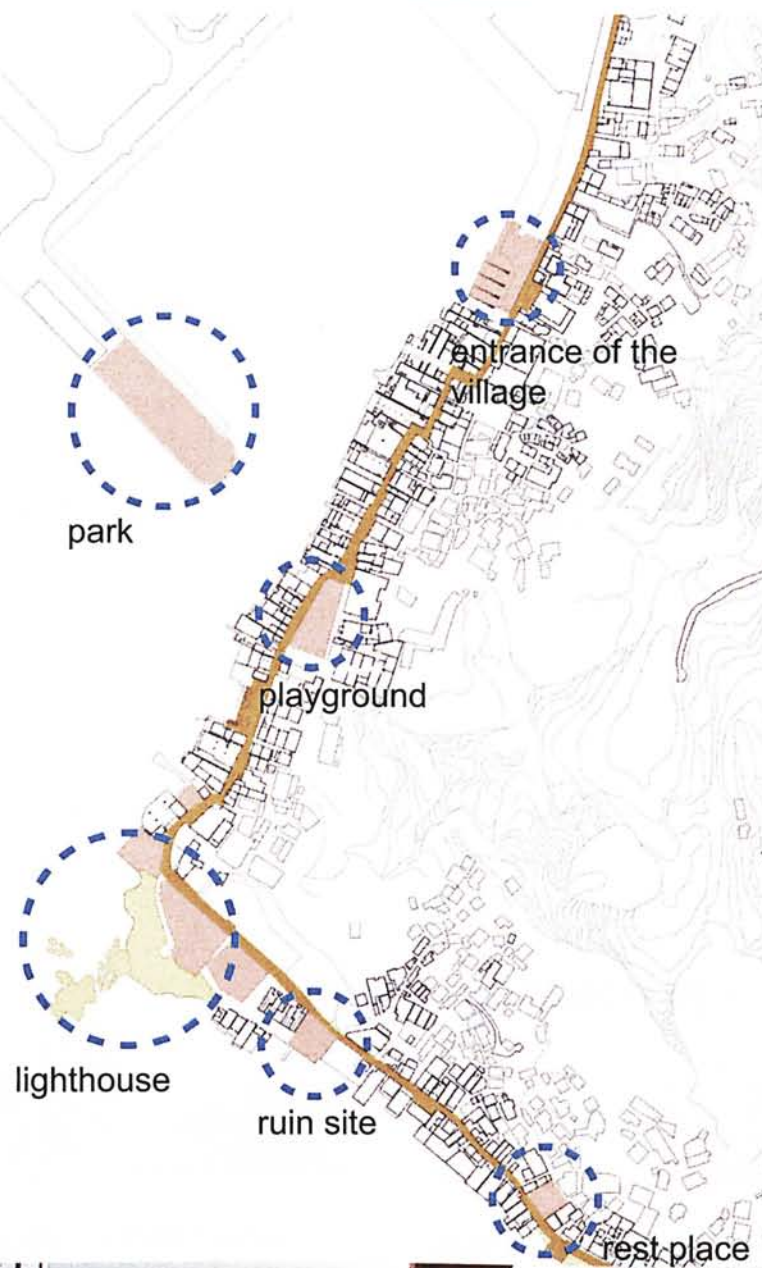 entrance of the
village
park
playground
lighthouse
ruin site
rest place